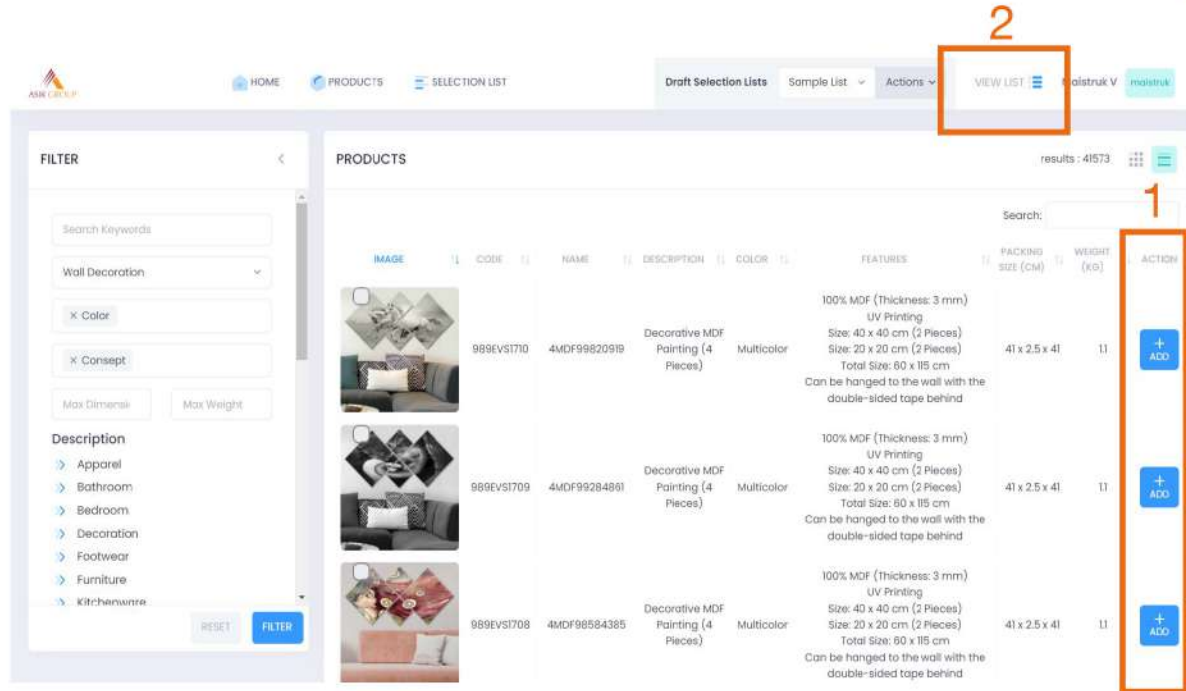 2
ASIR GROUP
HOME
PRODUCTS
SELECTION LIST
Draft Selection Lists
Sample List
Actions
VIEW LIST
Maistruk V
maistruk
FILTER
PRODUCTS
results : 41573
1
Search:
Search Keywords
Wall Decoration
× Color
× Consept
Max Dimensi
Max Weight
Description
Apparel
Bathroom
Bedroom
Decoration
Footwear
Furniture
Kitchenware
RESET
FILTER
IMAGE
CODE
NAME
DESCRIPTION
COLOR
FEATURES
PACKING
SIZE (CM)
WEIGHT
(KG)
ACTION
989EVS1710
4MDF99820919
Decorative MDF
Painting (4
Pieces)
Multicolor
100% MDF (Thickness: 3 mm)
UV Printing
Size: 40 x 40 cm (2 Pieces)
Size: 20 x 20 cm (2 Pieces)
Total Size: 60 x 115 cm
Can be hanged to the wall with the
double-sided tape behind
41 x 2.5 x 41
1.1
+
ADD
989EVS1709
4MDF99284861
Decorative MDF
Painting (4
Pieces)
Multicolor
100% MDF (Thickness: 3 mm)
UV Printing
Size: 40 x 40 cm (2 Pieces)
Size: 20 x 20 cm (2 Pieces)
Total Size: 60 x 115 cm
Can be hanged to the wall with the
double-sided tape behind
41 x 2.5 x 41
1.1
+
ADD
989EVS1708
4MDF98584385
Decorative MDF
Painting (4
Pieces)
Multicolor
100% MDF (Thickness: 3 mm)
UV Printing
Size: 40 x 40 cm (2 Pieces)
Size: 20 x 20 cm (2 Pieces)
Total Size: 60 x 115 cm
Can be hanged to the wall with the
double-sided tape behind
41 x 2.5 x 41
1.1
+
ADD